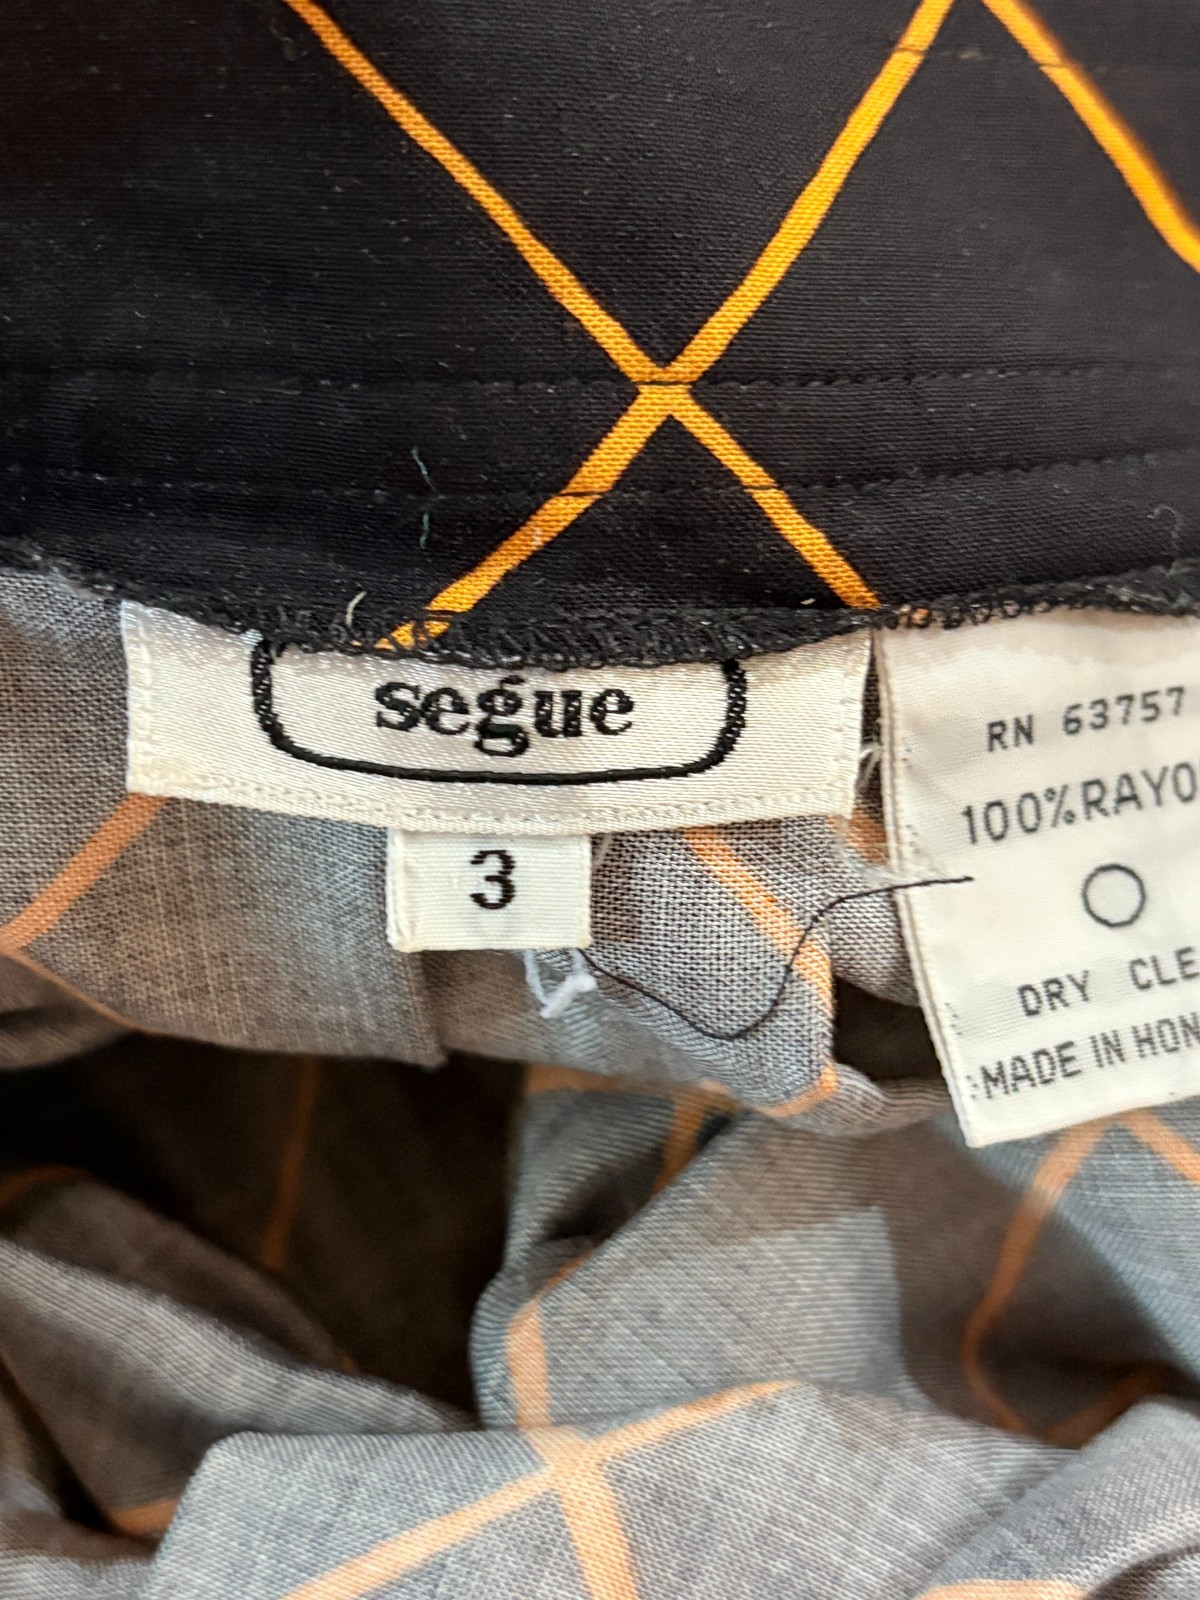 segue
3
RN 63757
100% RAYO
DRY CLE
MADE IN HON